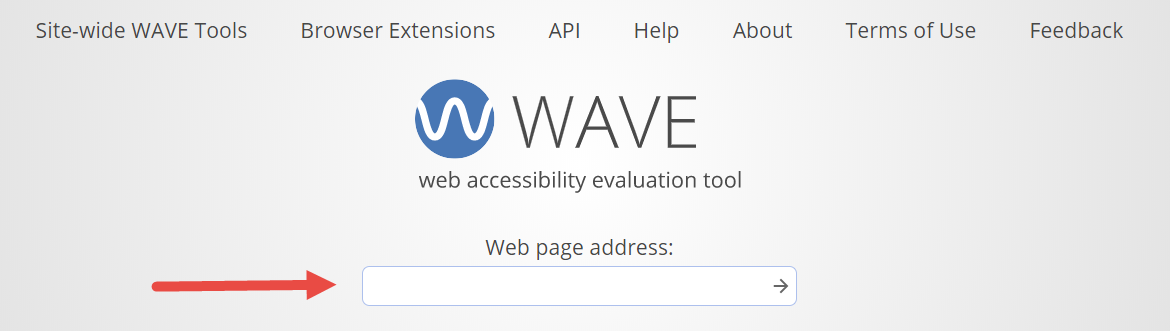 Site-wide WAVE Tools Browser Extensions API Help About Terms of Use Feedback
WAVE
web accessibility evaluation tool
Web page address: